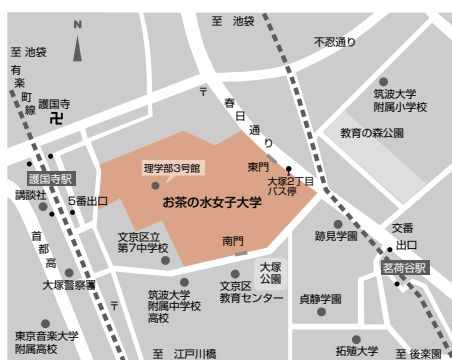 N
至 池袋
至 池袋
不忍通り
有楽町線
護国寺
卍
〒
春日通り
筑波大学
附属小学校
教育の森公園
理学部3号館
東門
大塚2丁目
バス停
護国寺駅
講談社
5番出口
お茶の水女子大学
首都高
文京区立
第7中学校
南門
大塚
公園
跡見学園
交番
出口
茗荷谷駅
大塚警察署
〒
筑波大学
附属中学校
高校
文京区
教育センター
貞静学園
東京音楽大学
附属高校
拓殖大学
至 江戸川橋
至 後楽園